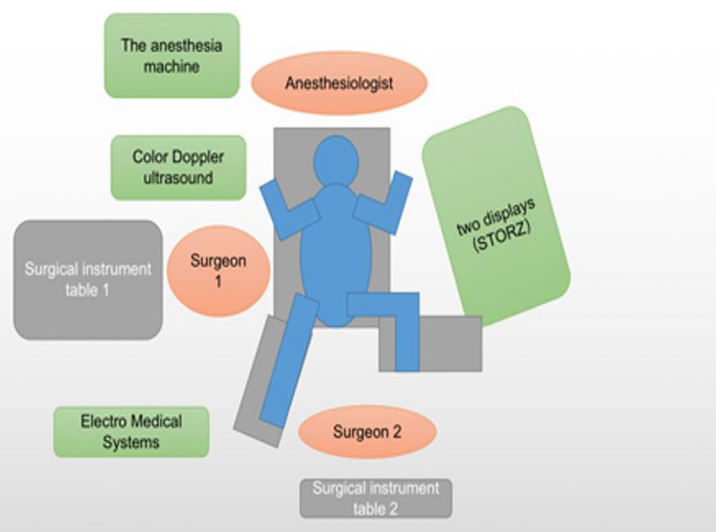 The anesthesia
machine
Anesthesiologist
Color Doppler
ultrasound
two displays
(STORZ)
Surgical instrument
table 1
Surgeon
1
Electro Medical
Systems
Surgeon 2
Surgical instrument
table 2